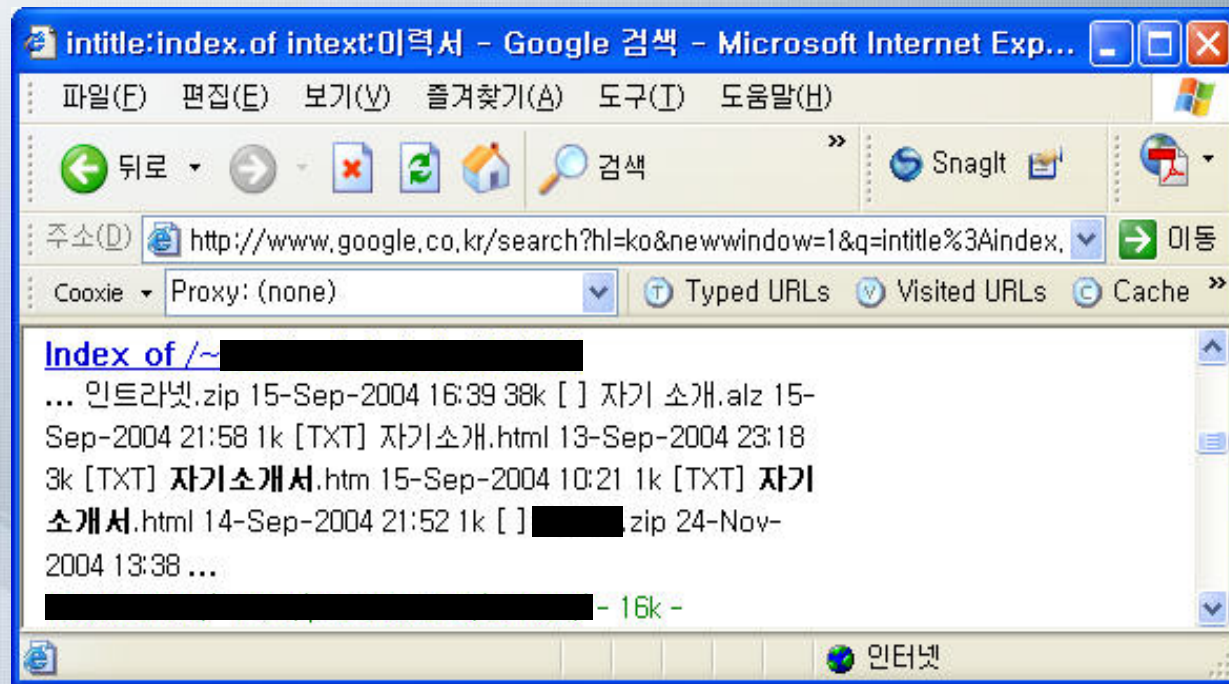 intitle:index.of intext:이력서 - Google 검색 - Microsoft Internet Exp...
파일(F) 편집(E) 보기(V) 즐겨찾기(A) 도구(T) 도움말(H)
뒤로 검색 » SnagIt
주소(D) http://www.google.co.kr/search?hl=ko&newwindow=1&q=intitle%3Aindex. 이동
Cooxie Proxy: (none) T Typed URLs V Visited URLs C Cache »
Index of /~
... 인트라넷.zip 15-Sep-2004 16:39 38k [ ] 자기 소개.alz 15-
Sep-2004 21:58 1k [TXT] 자기소개.html 13-Sep-2004 23:18
3k [TXT] 자기소개서.htm 15-Sep-2004 10:21 1k [TXT] 자기
소개서.html 14-Sep-2004 21:52 1k [ ] .zip 24-Nov-
2004 13:38 ...
- 16k -
인터넷